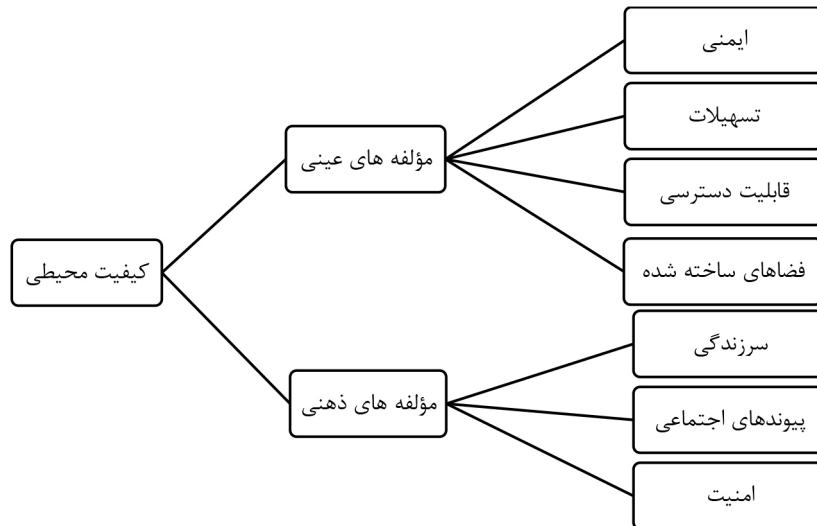 کیفیت محیطی
مؤلفه های عینی
ایمنی
تسهیلات
قابلیت دسترسی
فضاهای ساخته شده
مؤلفه های ذهنی
سرزندگی
پیوندهای اجتماعی
امنیت